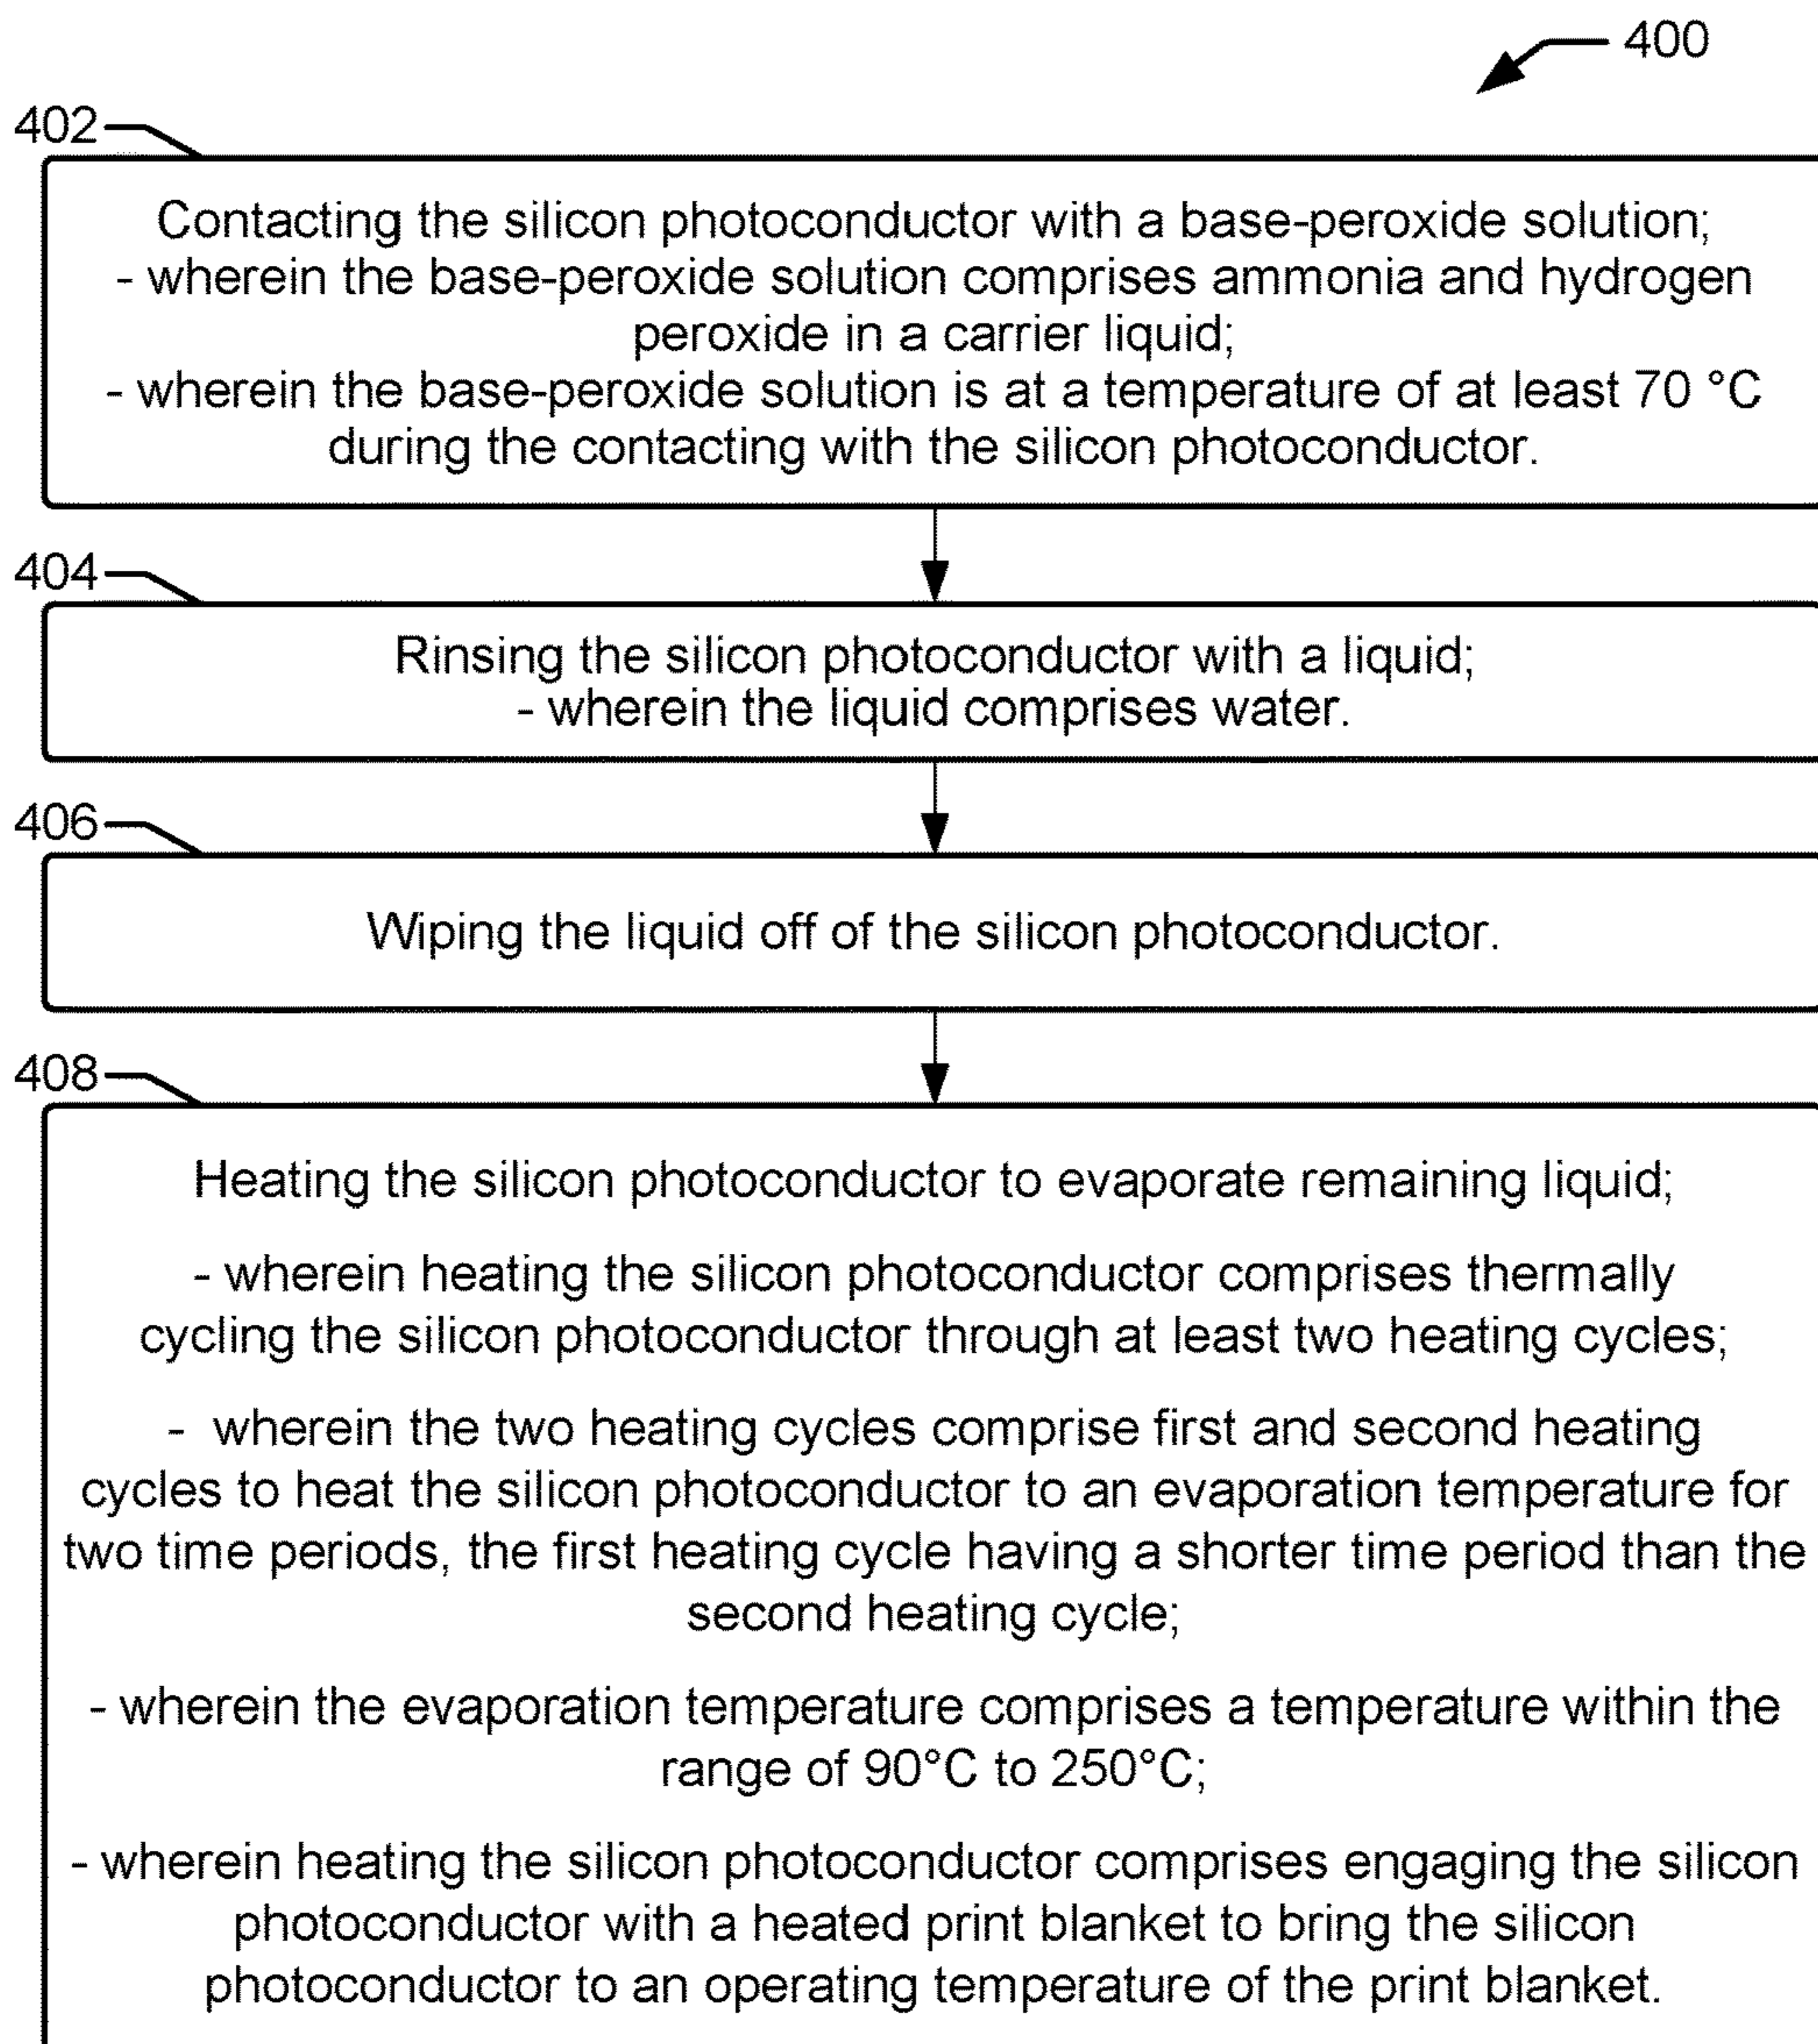 400
402
Contacting the silicon photoconductor with a base-peroxide solution;
- wherein the base-peroxide solution comprises ammonia and hydrogen
peroxide in a carrier liquid;
- wherein the base-peroxide solution is at a temperature of at least 70 °C
during the contacting with the silicon photoconductor.
404
Rinsing the silicon photoconductor with a liquid;
- wherein the liquid comprises water.
406
Wiping the liquid off of the silicon photoconductor.
408
Heating the silicon photoconductor to evaporate remaining liquid;
- wherein heating the silicon photoconductor comprises thermally
cycling the silicon photoconductor through at least two heating cycles;
- wherein the two heating cycles comprise first and second heating
cycles to heat the silicon photoconductor to an evaporation temperature for
two time periods, the first heating cycle having a shorter time period than the
second heating cycle;
- wherein the evaporation temperature comprises a temperature within the
range of 90°C to 250°C;
- wherein heating the silicon photoconductor comprises engaging the silicon
photoconductor with a heated print blanket to bring the silicon
photoconductor to an operating temperature of the print blanket.